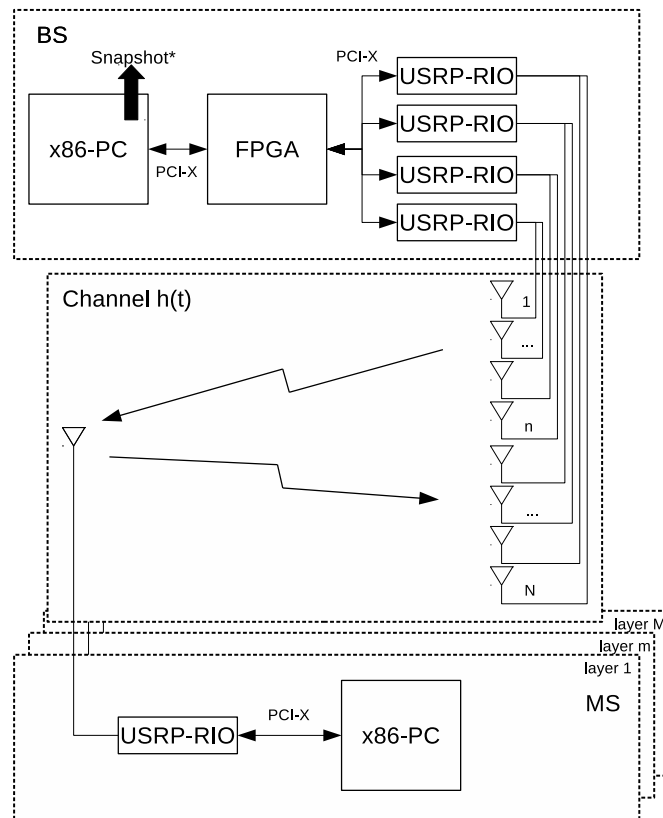 BS
Snapshot*
PCI-X
USRP-RIO
USRP-RIO
x86-PC
PCI-X
FPGA
USRP-RIO
USRP-RIO
Channel h(t)
1
...
n
...
N
layer M
layer m
layer 1
MS
PCI-X
USRP-RIO
x86-PC